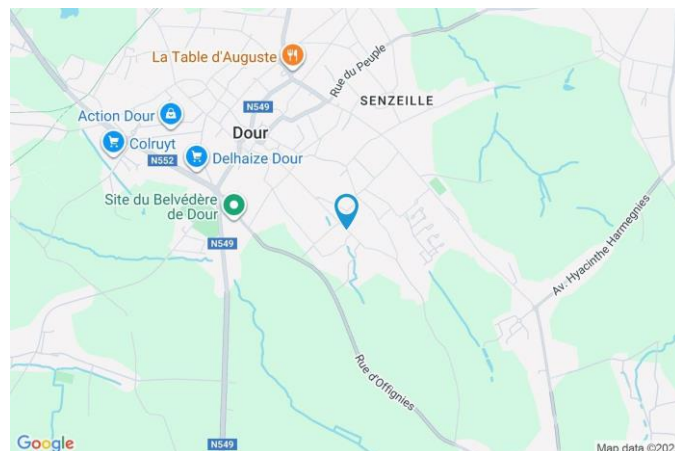 La Table d'Auguste
Rue du Peuple
SENZEILLE
N549
Action Dour
Dour
Colruyt
N552
Delhaize Dour
Site du Belvédère
de Dour
N549
Av. Hyacinthe Harmegnies
Rue d'Offignies
Google
N549
Map data ©202